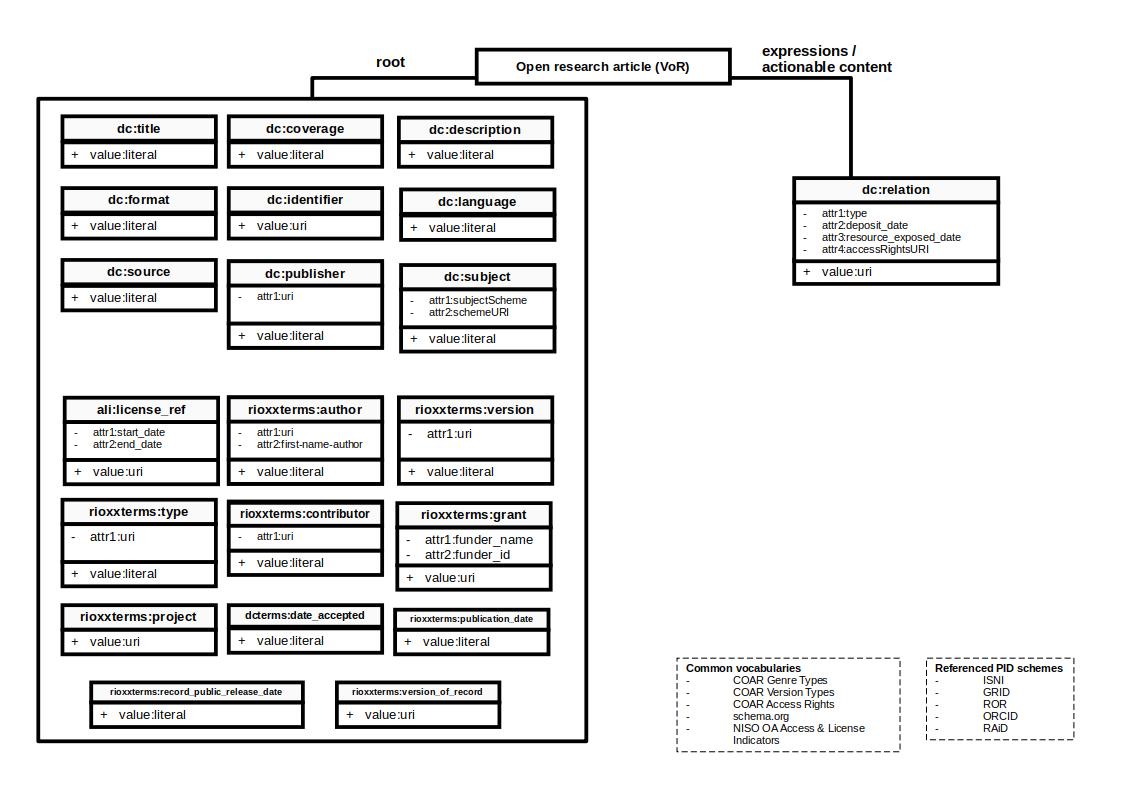 root
Open research article (VoR)
expressions /
actionable content
dc:title
+ value:literal
dc:coverage
+ value:literal
dc:description
+ value:literal
dc:format
+ value:literal
dc:identifier
+ value:uri
dc:language
+ value:literal
dc:source
+ value:literal
dc:publisher
- attr1:uri
+ value:literal
dc:subject
- attr1:subjectScheme
- attr2:schemeURI
+ value:literal
dc:relation
- attr1:type
- attr2:deposit_date
- attr3:resource_exposed_date
- attr4:accessRightsURI
+ value:uri
ali:license_ref
- attr1:start_date
- attr2:end_date
+ value:uri
rioxxterms:author
- attr1:uri
- attr2:first-name-author
+ value:literal
rioxxterms:version
- attr1:uri
+ value:literal
rioxxterms:type
- attr1:uri
+ value:literal
rioxxterms:contributor
- attr1:uri
+ value:literal
rioxxterms:grant
- attr1:funder_name
- attr2:funder_id
+ value:uri
rioxxterms:project
+ value:uri
dcterms:date_accepted
+ value:literal
rioxxterms:publication_date
+ value:literal
rioxxterms:record_public_release_date
+ value:literal
rioxxterms:version_of_record
+ value:uri
Common vocabularies
- COAR Genre Types
- COAR Version Types
- COAR Access Rights
- schema.org
- NISO OA Access & License
Indicators
Referenced PID schemes
- ISNI
- GRID
- ROR
- ORCID
- RAiD